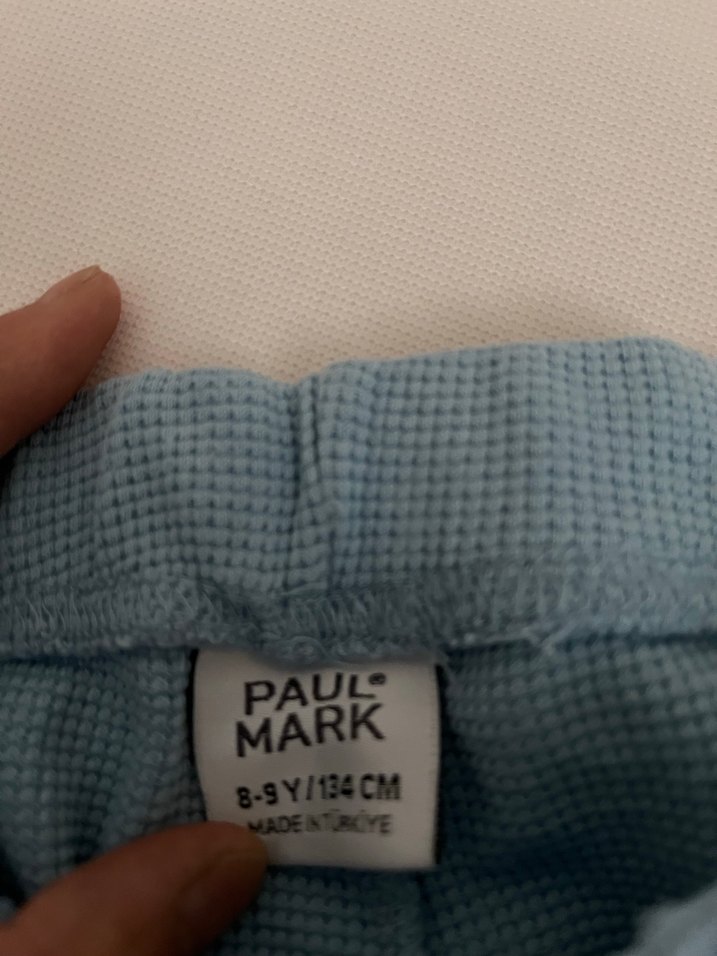 PAUL®
MARK
8-9 Y/134 CM
MADE IN TÜRKİYE